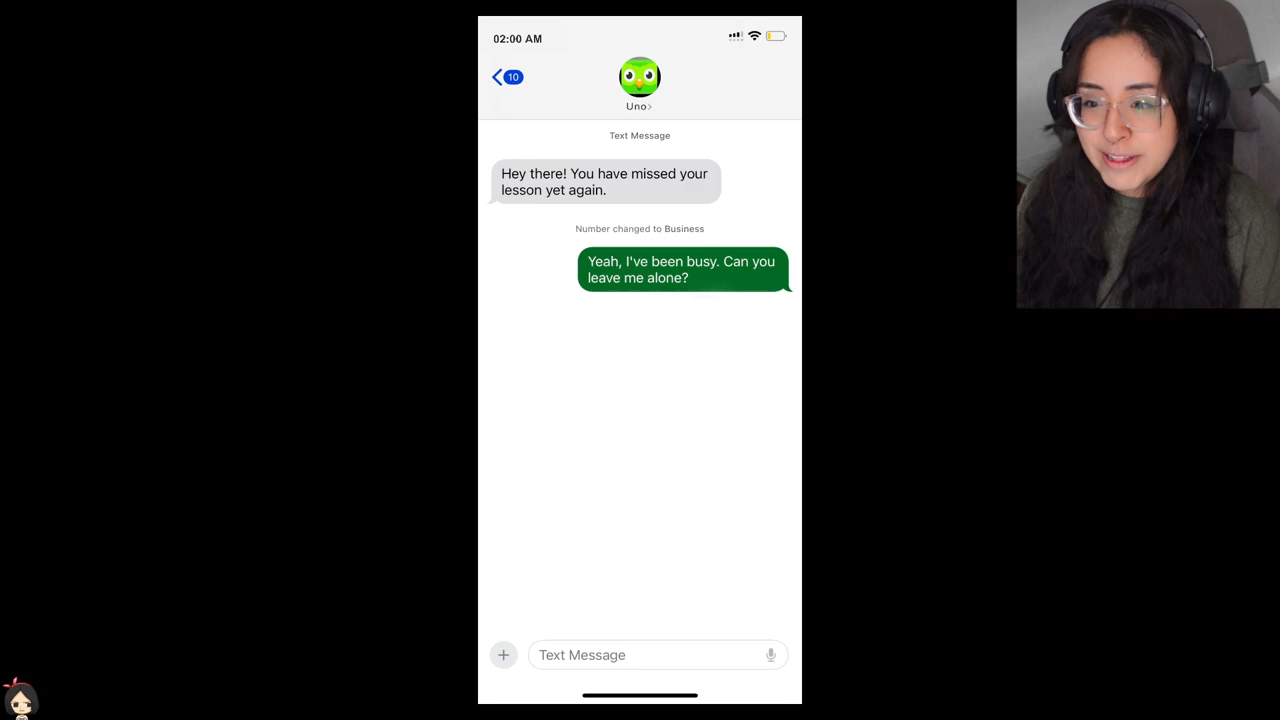 02:00 AM
10
Uno
Text Message
Hey there! You have missed your
lesson yet again.
Number changed to Business
Yeah, I've been busy. Can you
leave me alone?
Text Message